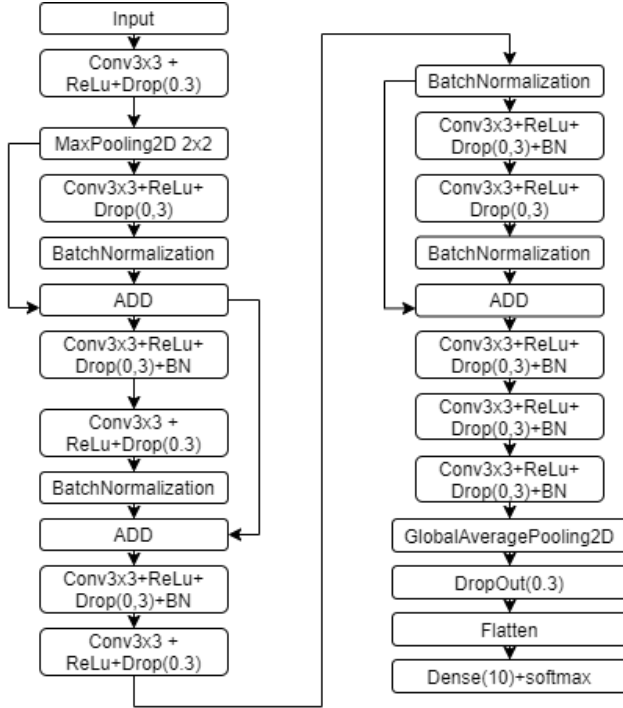 Input
Conv3x3 +
ReLu+Drop(0.3)
MaxPooling2D 2x2
Conv3x3+ReLu+
Drop(0,3)
BatchNormalization
ADD
Conv3x3+ReLu+
Drop(0,3)+BN
Conv3x3 +
ReLu+Drop(0.3)
BatchNormalization
ADD
Conv3x3+ReLu+
Drop(0,3)+BN
Conv3x3 +
ReLu+Drop(0.3)
BatchNormalization
Conv3x3+ReLu+
Drop(0,3)+BN
Conv3x3+ReLu+
Drop(0,3)
BatchNormalization
ADD
Conv3x3+ReLu+
Drop(0,3)+BN
Conv3x3+ReLu+
Drop(0,3)+BN
Conv3x3+ReLu+
Drop(0,3)+BN
GlobalAveragePooling2D
DropOut(0.3)
Flatten
Dense(10)+softmax